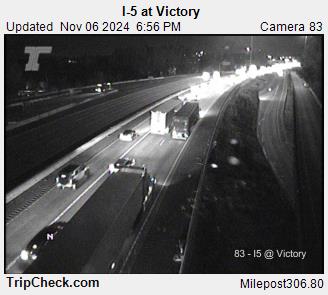 I-5 at Victory
Updated Nov 06 2024 6:56 PM Camera 83
T
N
83 - I5 @ Victory
TripCheck.com Milepost306.80